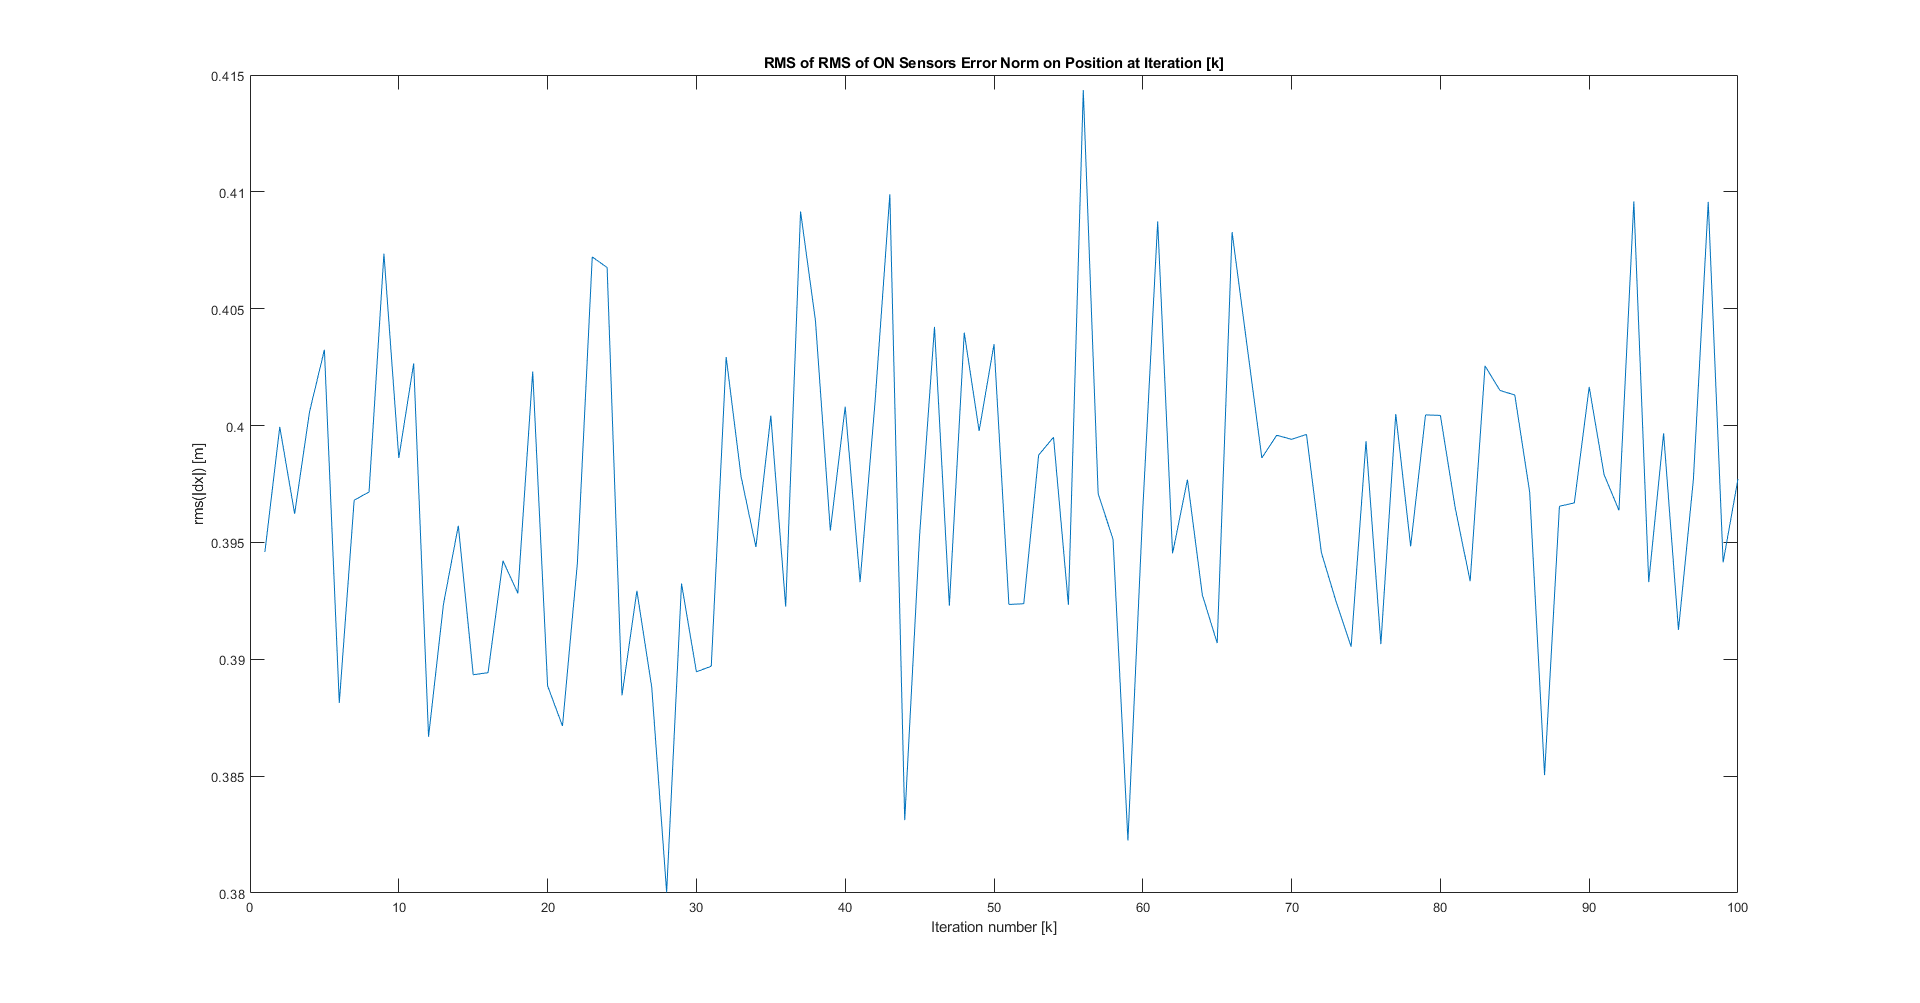 RMS of RMS of ON Sensors Error Norm on Position at Iteration [k]
0.415
0.41
0.405
0.4
0.395
0.39
0.385
0.38
rms(|dx|) [m]
0 10 20 30 40 50 60 70 80 90 100
Iteration number [k]